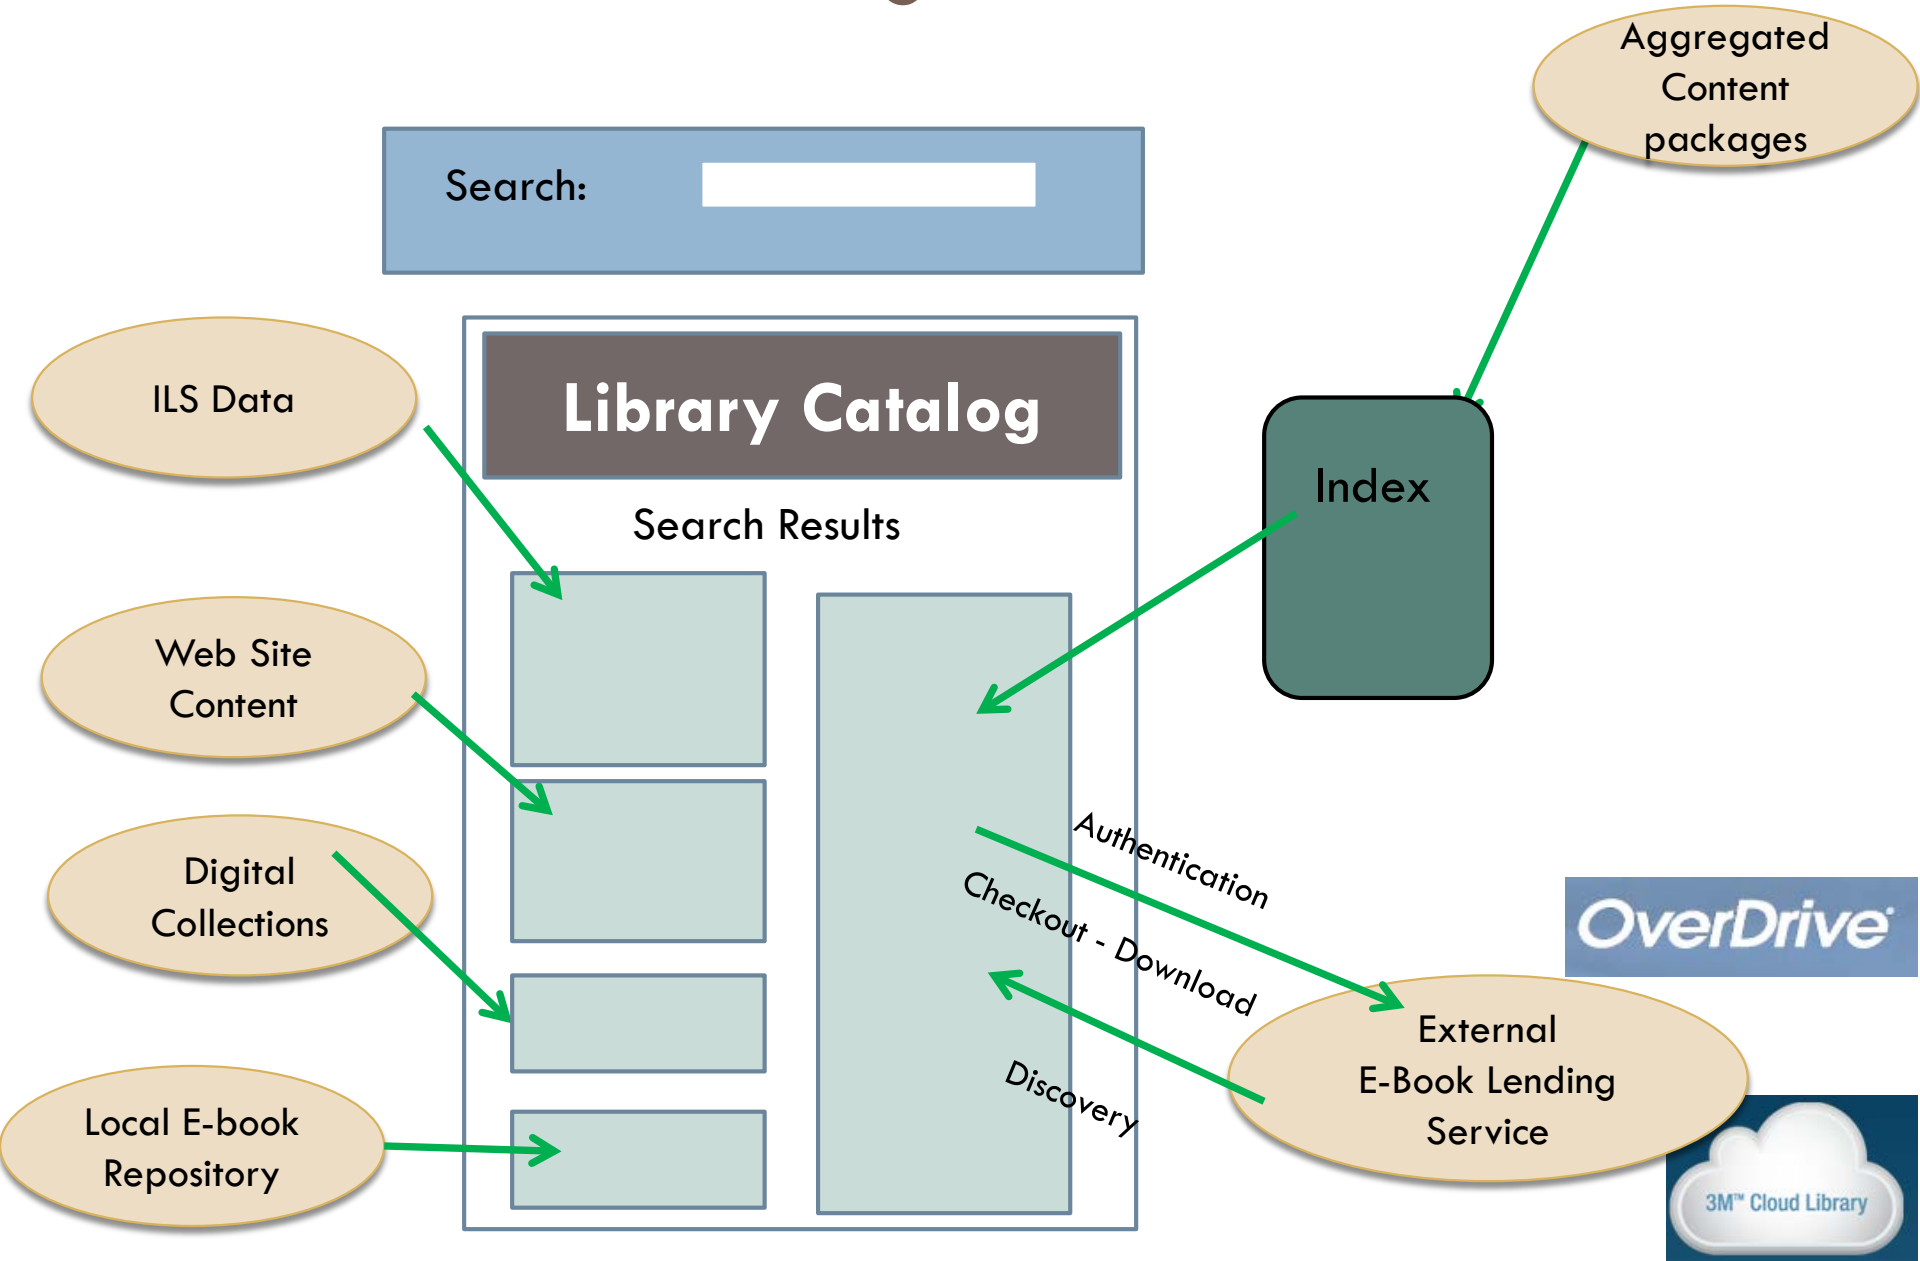 Aggregated
Content
packages
Search:
ILS Data
Library Catalog
Index
Search Results
Web Site
Content
Authentication
Digital
Collections
Checkout - Download
OverDrive
External
E-Book Lending
Service
Discovery
Local E-book
Repository
3M™ Cloud Library